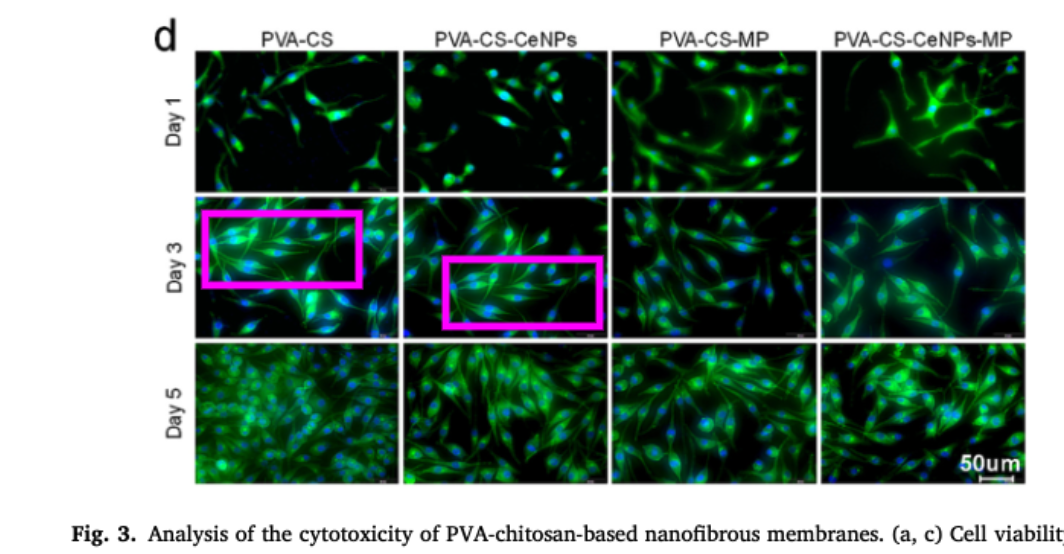 d
PVA-CS
PVA-CS-CeNPs
PVA-CS-MP
PVA-CS-CeNPs-MP
Day 1
Day 3
Day 5
50um
Fig. 3. Analysis of the cytotoxicity of PVA-chitosan-based nanofibrous membranes. (a, c) Cell